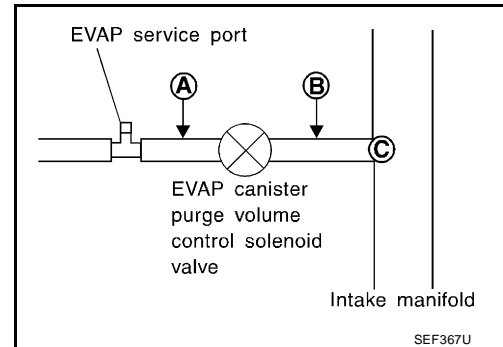 EVAP service port
A
B
C
EVAP canister
purge volume
control solenoid
valve
Intake manifold
SEF367U